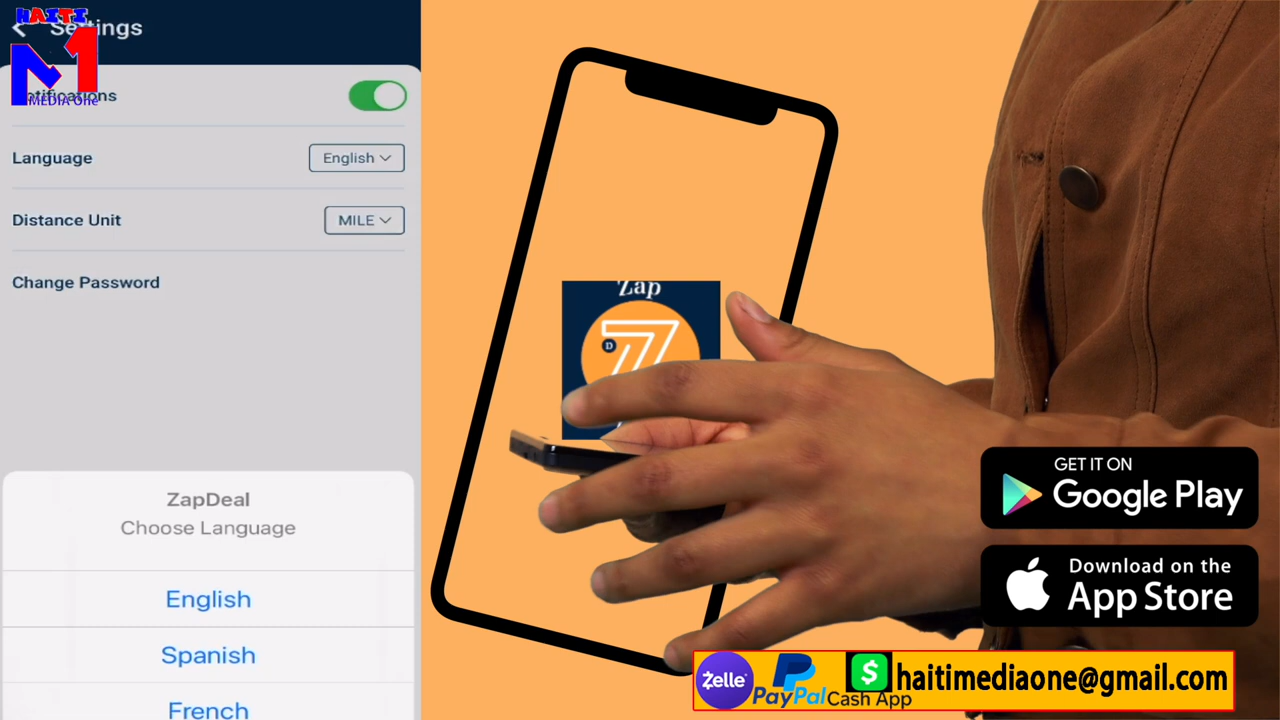 HAITI
M1
MEDIA One
Settings
Notifications
Language
English
Distance Unit
MILE
Change Password
ZapDeal
Choose Language
English
Spanish
French
Zap
D
GET IT ON
Google Play
Download on the
App Store
Zelle
PayPal
$
Cash App
haitimediaone@gmail.com